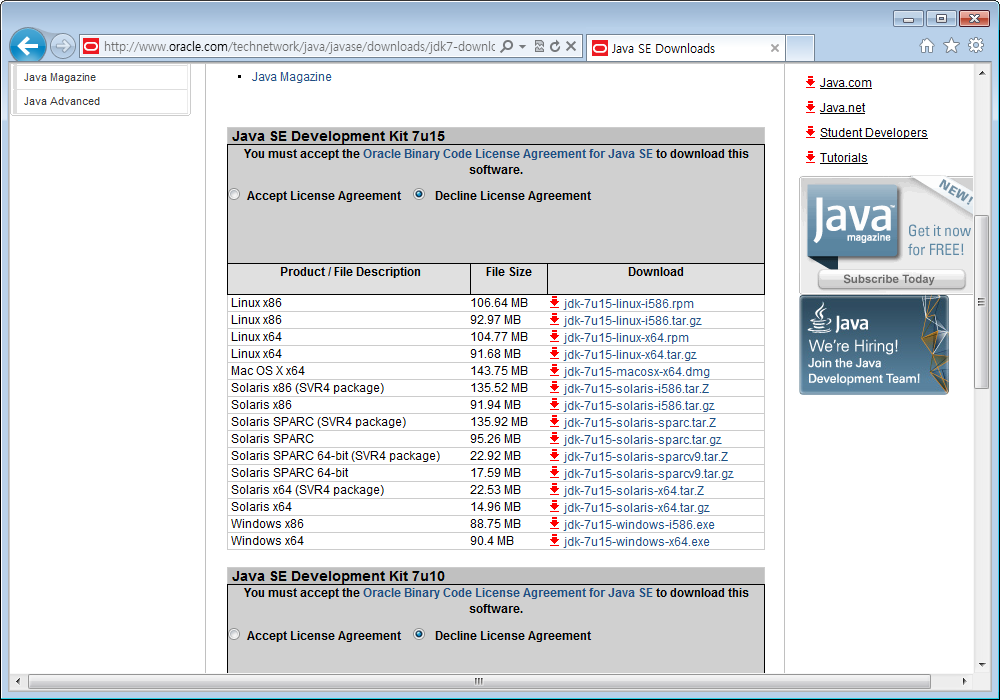 http://www.oracle.com/technetwork/java/javase/downloads/jdk7-downlo
Java SE Downloads
Java Magazine
Java Advanced
Java Magazine
Java SE Development Kit 7u15
You must accept the Oracle Binary Code License Agreement for Java SE to download this
software.
Accept License Agreement Decline License Agreement
Product / File Description File Size Download
Linux x86 106.64 MB jdk-7u15-linux-i586.rpm
Linux x86 92.97 MB jdk-7u15-linux-i586.tar.gz
Linux x64 104.77 MB jdk-7u15-linux-x64.rpm
Linux x64 91.68 MB jdk-7u15-linux-x64.tar.gz
Mac OS X x64 143.75 MB jdk-7u15-macosx-x64.dmg
Solaris x86 (SVR4 package) 135.52 MB jdk-7u15-solaris-i586.tar.Z
Solaris x86 91.94 MB jdk-7u15-solaris-i586.tar.gz
Solaris SPARC (SVR4 package) 135.92 MB jdk-7u15-solaris-sparc.tar.Z
Solaris SPARC 95.26 MB jdk-7u15-solaris-sparc.tar.gz
Solaris SPARC 64-bit (SVR4 package) 22.92 MB jdk-7u15-solaris-sparcv9.tar.Z
Solaris SPARC 64-bit 17.59 MB jdk-7u15-solaris-sparcv9.tar.gz
Solaris x64 (SVR4 package) 22.53 MB jdk-7u15-solaris-x64.tar.Z
Solaris x64 14.96 MB jdk-7u15-solaris-x64.tar.gz
Windows x86 88.75 MB jdk-7u15-windows-i586.exe
Windows x64 90.4 MB jdk-7u15-windows-x64.exe
Java SE Development Kit 7u10
You must accept the Oracle Binary Code License Agreement for Java SE to download this
software.
Accept License Agreement Decline License Agreement
Java.com
Java.net
Student Developers
Tutorials
NEW!
Java™
magazine
Get it now
for FREE!
Subscribe Today
Java
We're Hiring!
Join the Java
Development Team!